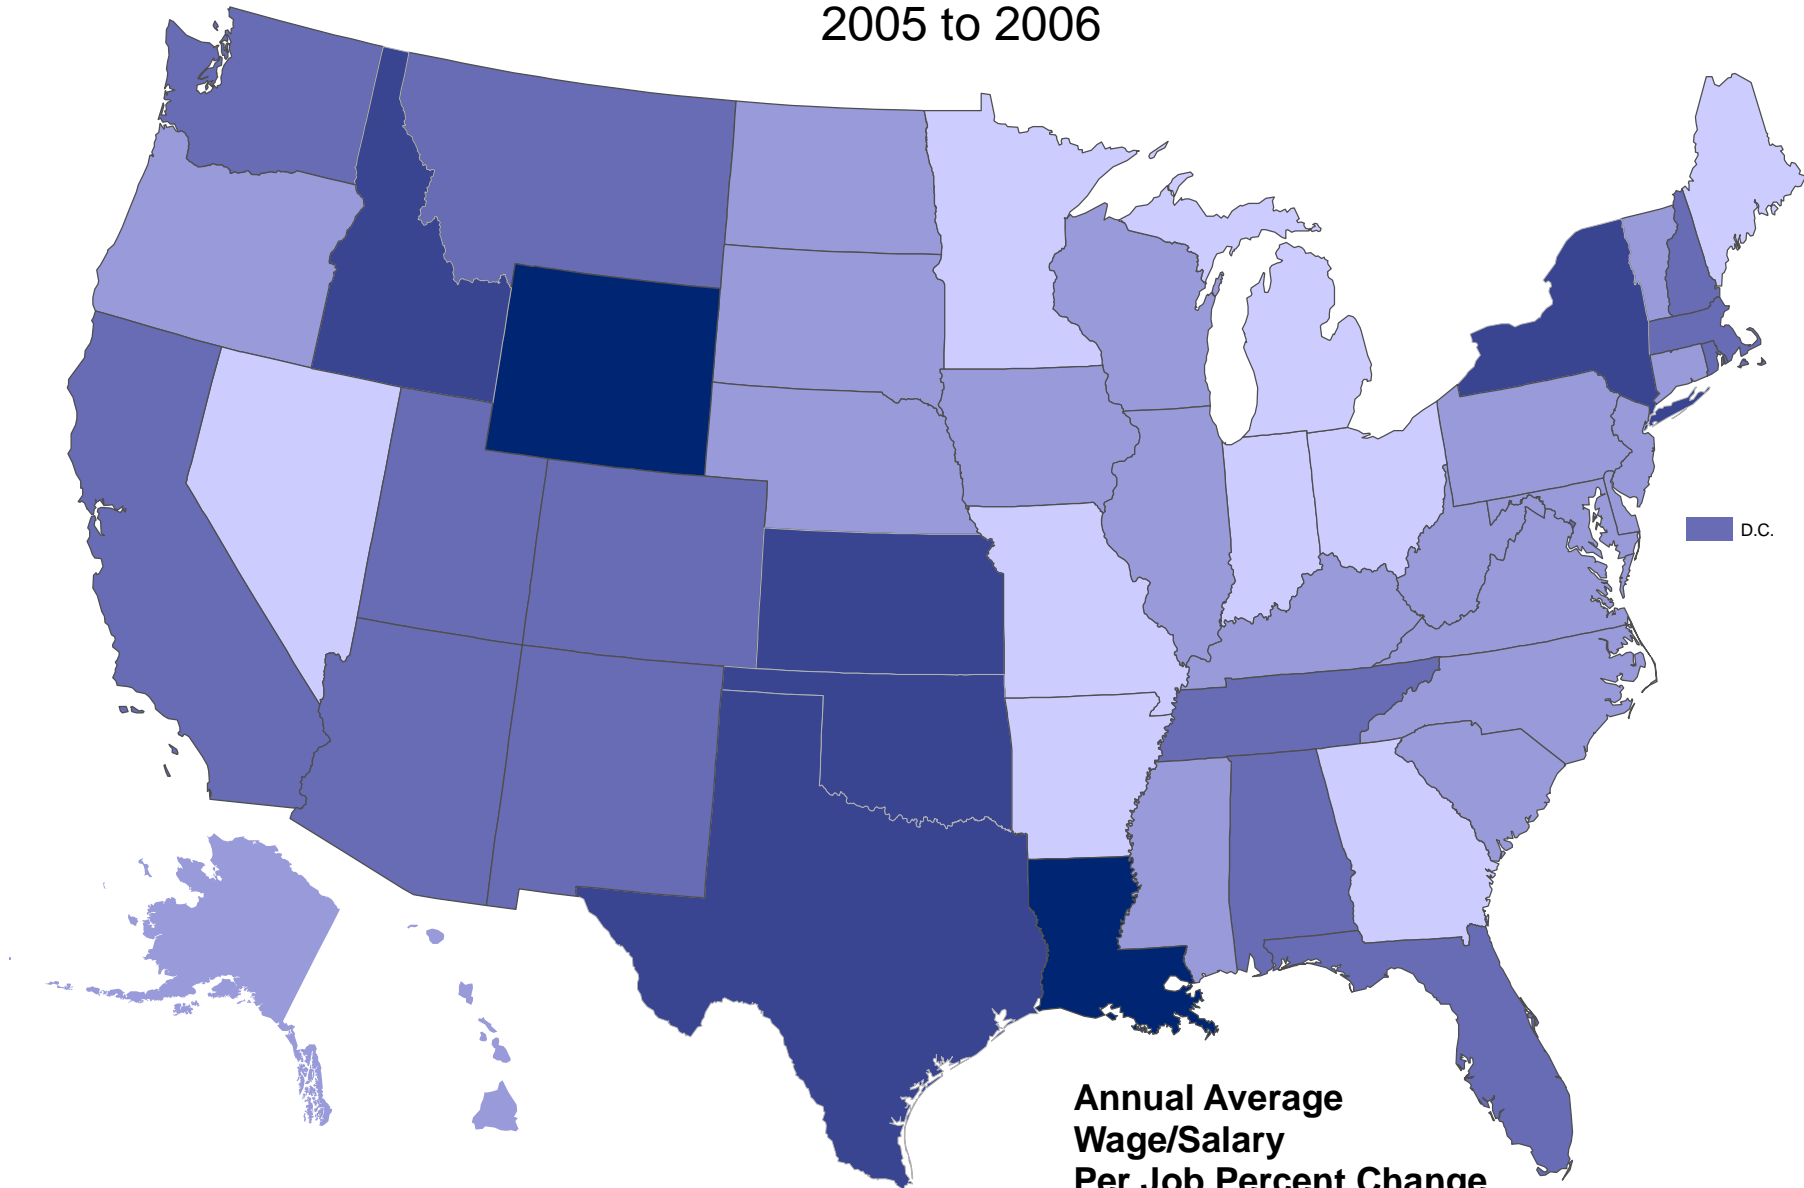 2005 to 2006
D.C.
Annual Average
Wage/Salary
Per Job Percent Change